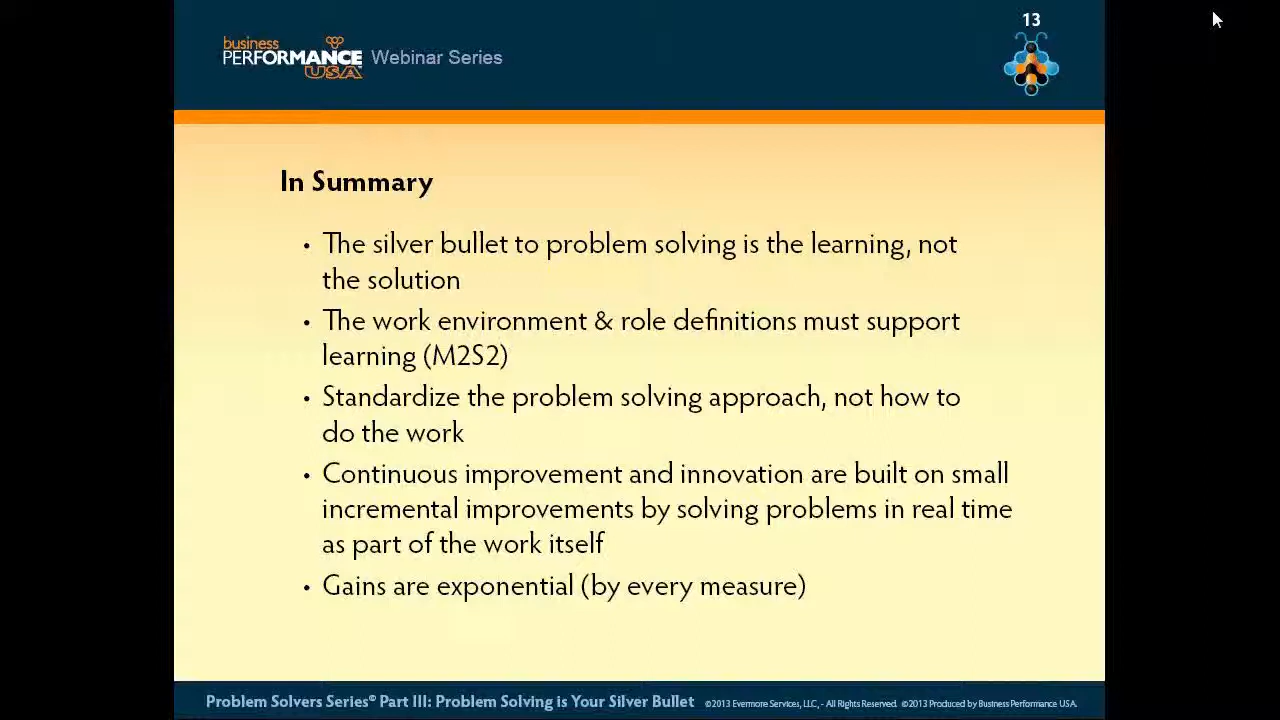 13
business
PERFORMANCE
USA
Webinar Series
In Summary
• The silver bullet to problem solving is the learning, not
the solution
• The work environment & role definitions must support
learning (M2S2)
• Standardize the problem solving approach, not how to
do the work
• Continuous improvement and innovation are built on small
incremental improvements by solving problems in real time
as part of the work itself
• Gains are exponential (by every measure)
Problem Solvers Series© Part III: Problem Solving is Your Silver Bullet ©2013 Evermore Services, LLC, - All Rights Reserved. ©2013 Produced by Business Performance USA.